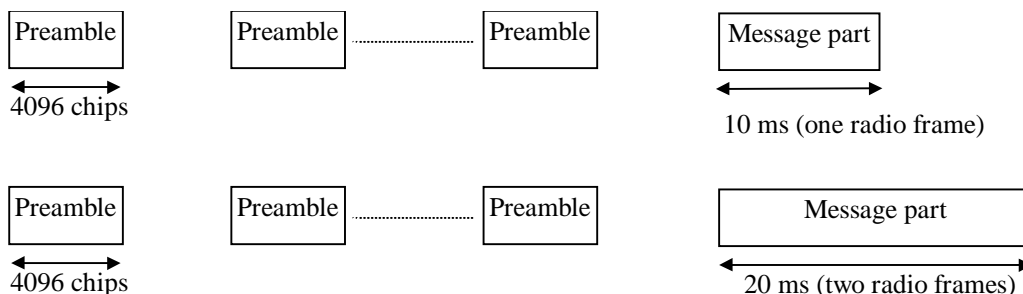 Preamble Preamble Preamble Message part
4096 chips
10 ms (one radio frame)
Preamble Preamble Preamble Message part
4096 chips 20 ms (two radio frames)